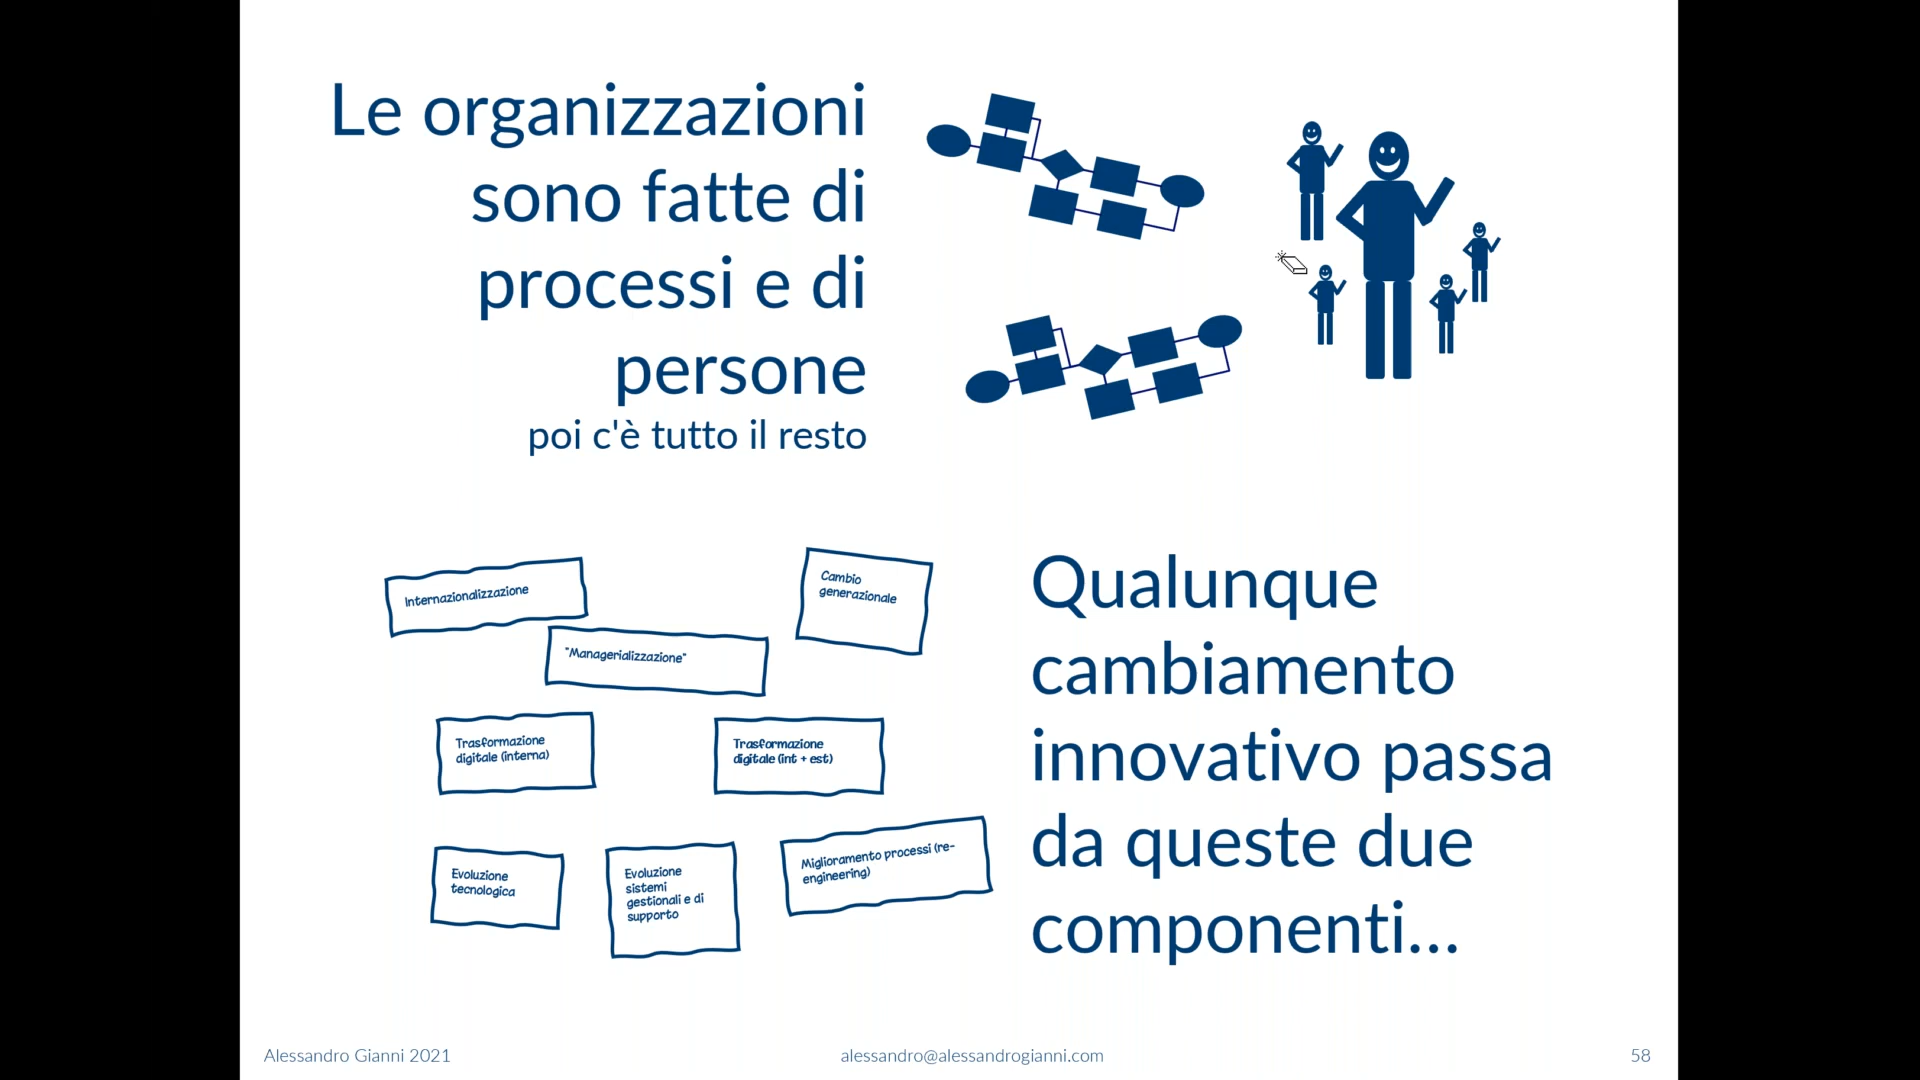 Le organizzazioni
sono fatte di
processi e di
persone
poi c'è tutto il resto
Internazionalizzazione
Cambio
generazionale
"Managerializzazione"
Trasformazione
digitale (interna)
Trasformazione
digitale (int + est)
Evoluzione
tecnologica
Evoluzione
sistemi
gestionali e di
supporto
Miglioramento processi (re-
engineering)
Qualunque
cambiamento
innovativo passa
da queste due
componenti...
Alessandro Gianni 2021
alessandro@alessandrogianni.com
58